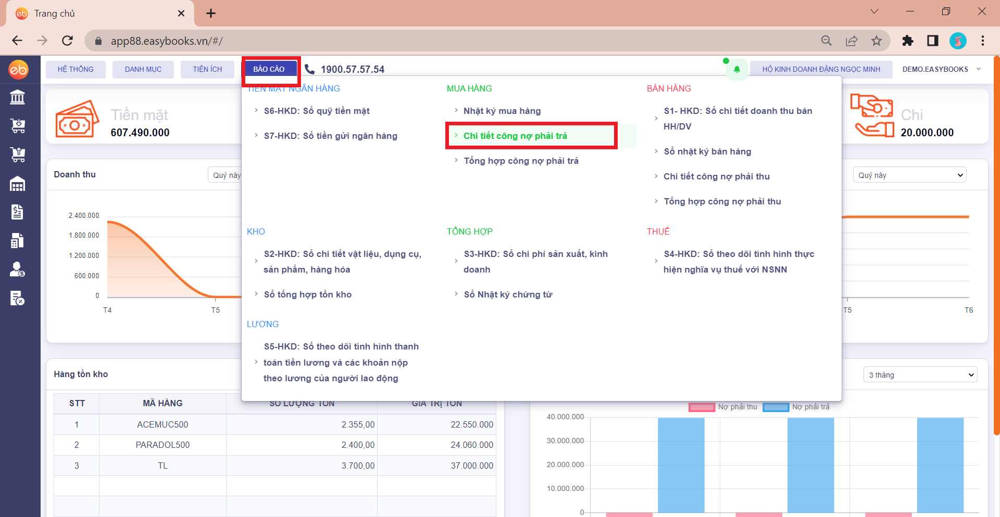 eb Trang chủ
app88.easybooks.vn/#/
eb
HỆ THỐNG
DANH MỤC
TIỆN ÍCH
BÁO CÁO
1900.57.57.54
HỘ KINH DOANH ĐẶNG NGỌC MINH
DEMO.EASYBOOKS
Tiền mặt
607.490.000
Chi
20.000.000
TIỀN MẶT NGÂN HÀNG
S6-HKD: Sổ quỹ tiền mặt
S7-HKD: Sổ tiền gửi ngân hàng
MUA HÀNG
Nhật ký mua hàng
Chi tiết công nợ phải trả
Tổng hợp công nợ phải trả
BÁN HÀNG
S1- HKD: Sổ chi tiết doanh thu bán
HH/DV
Sổ nhật ký bán hàng
Chi tiết công nợ phải thu
Tổng hợp công nợ phải thu
KHO
S2-HKD: Sổ chi tiết vật liệu, dụng cụ,
sản phẩm, hàng hóa
Sổ tổng hợp tồn kho
TỔNG HỢP
S3-HKD: Sổ chi phí sản xuất, kinh
doanh
Sổ Nhật ký chứng từ
THUẾ
S4-HKD: Sổ theo dõi tình hình thực
hiện nghĩa vụ thuế với NSNN
LƯƠNG
S5-HKD: Sổ theo dõi tình hình thanh
toán tiền lương và các khoản nộp
theo lương của người lao động
Doanh thu
Quý này
2.400.000
1.800.000
1.200.000
600.000
0
T4
T5
Quý này
T5
T6
Hàng tồn kho
STT MÃ HÀNG SỐ LƯỢNG TỒN GIÁ TRỊ TỒN
1 ACEMUC500 2.355,00 22.550.000
2 PARADOL500 2.400,00 24.060.000
3 TL 3.700,00 37.000.000
3 tháng
Nợ phải thu
Nợ phải trả
40.000.000
30.000.000
20.000.000
10.000.000
0